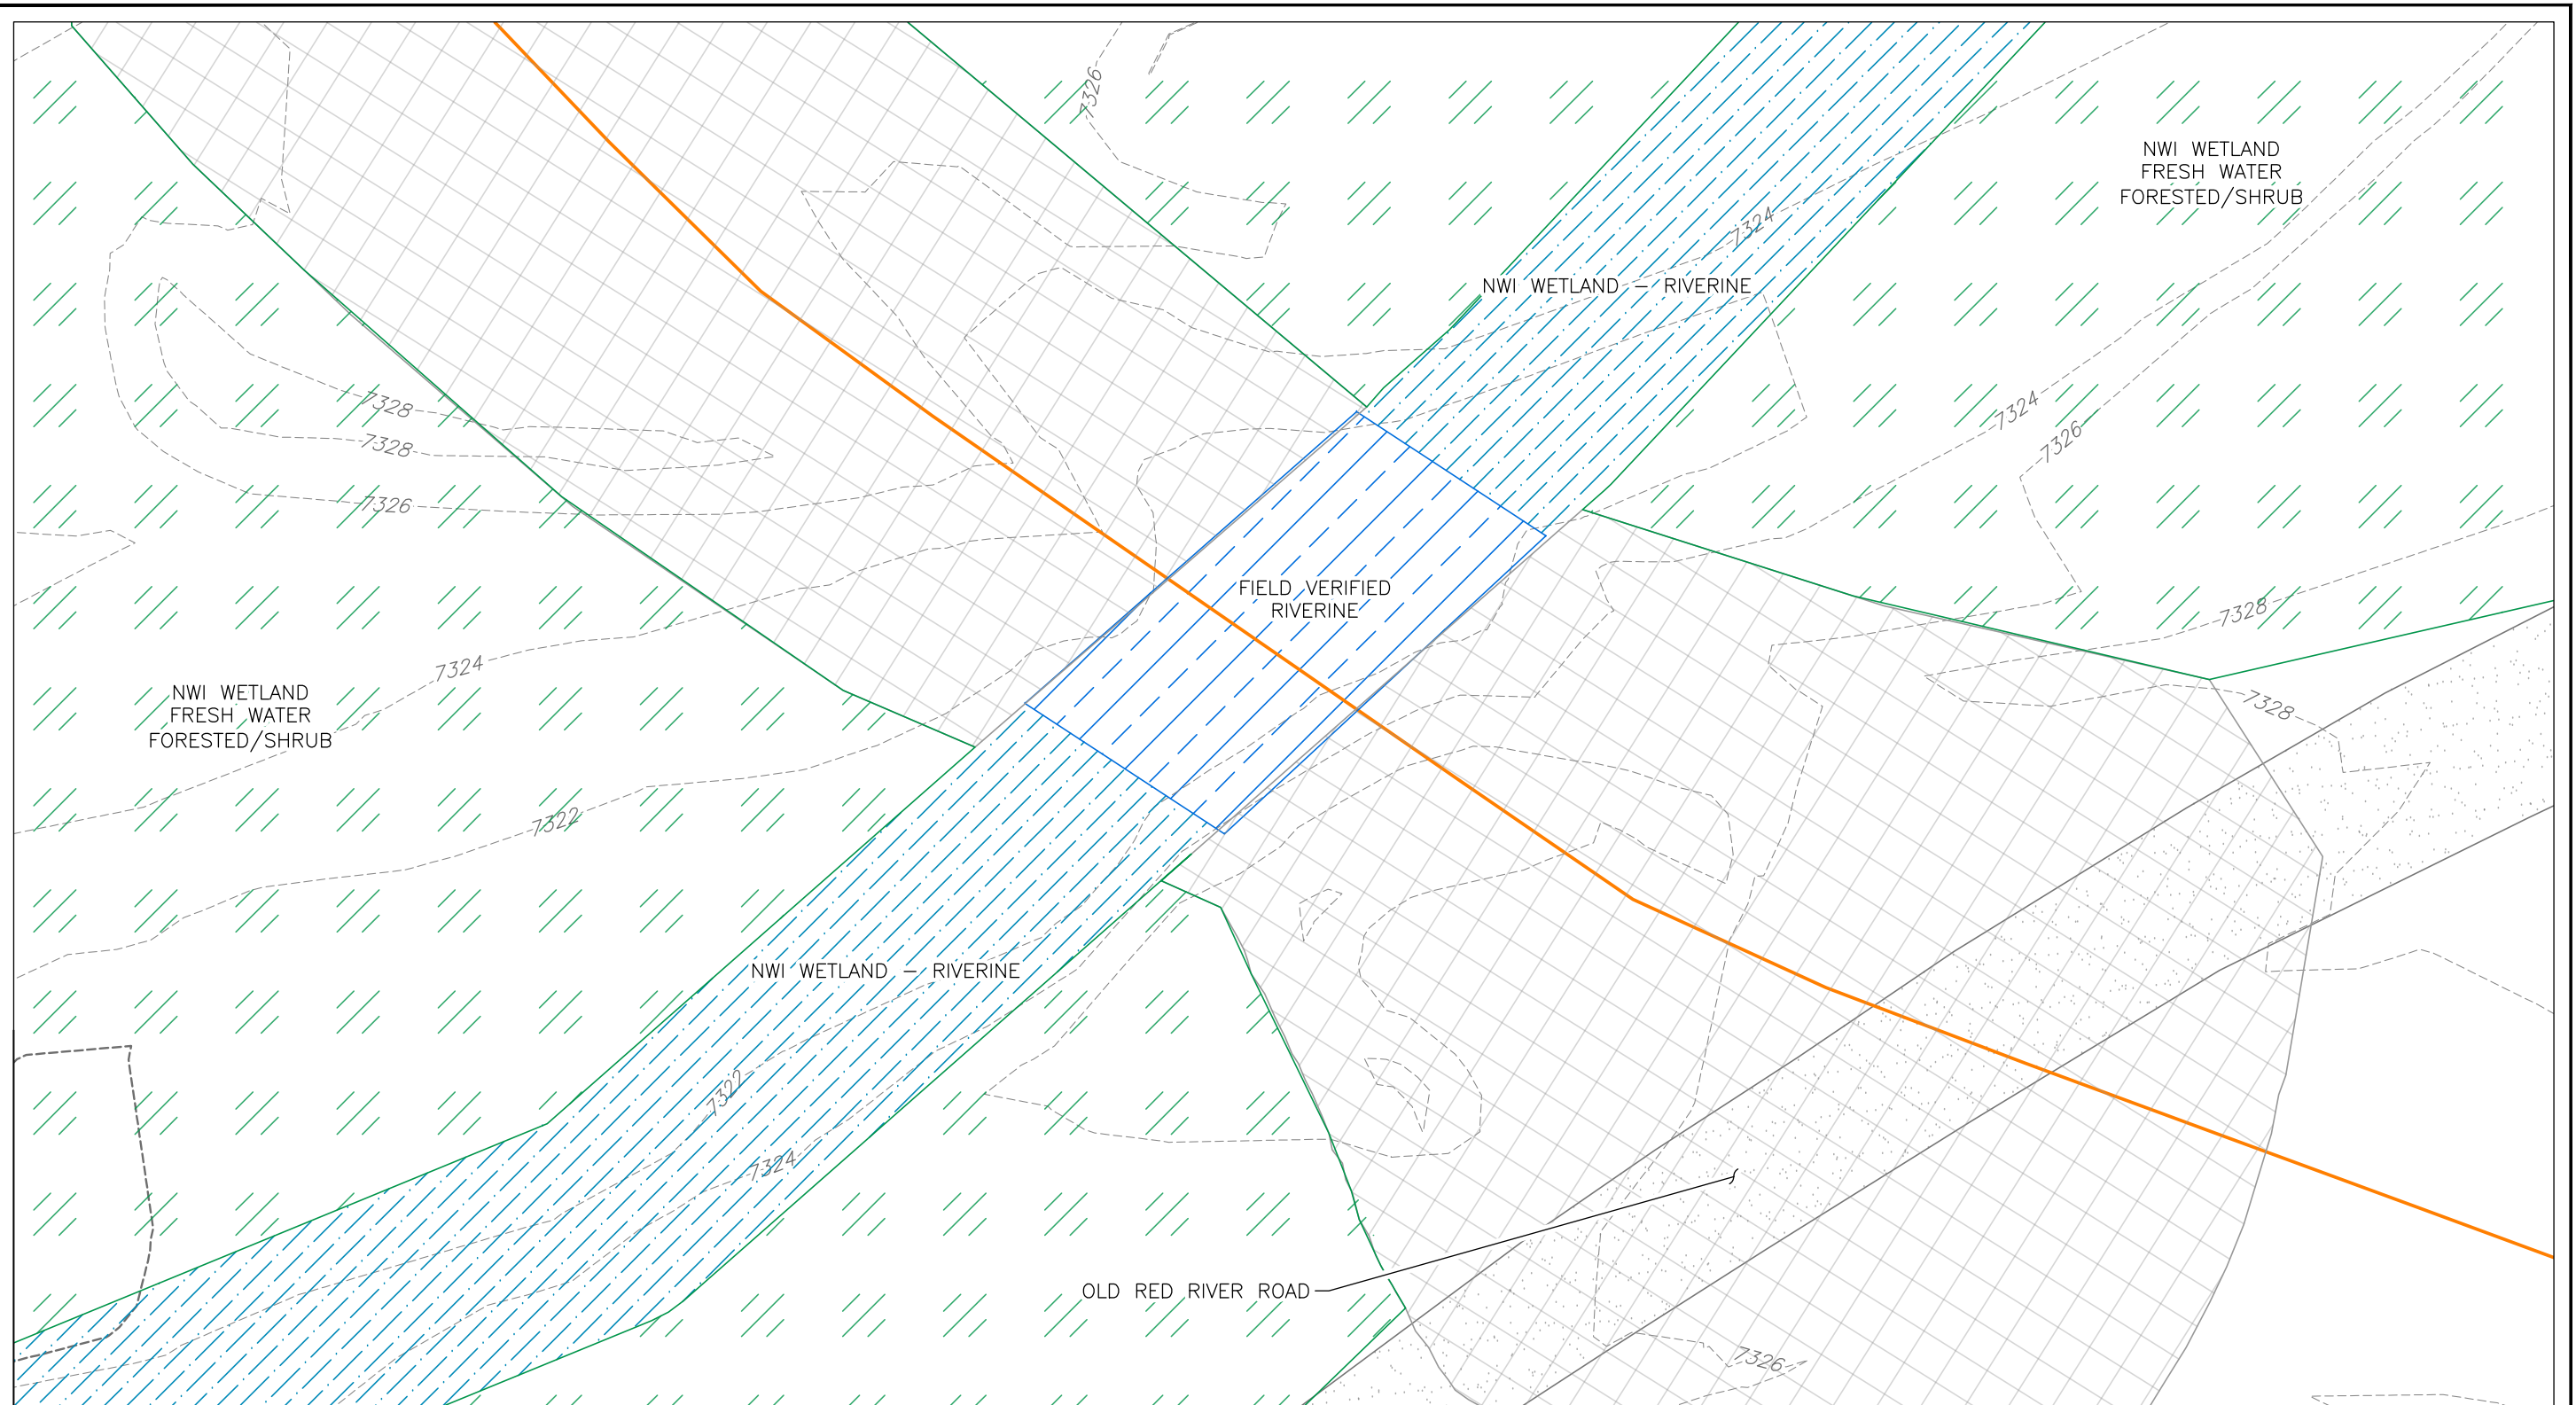 7326
NWI WETLAND
FRESH WATER
FORESTED/SHRUB
7324
NWI WETLAND – RIVERINE
7328
7324
7328
7326
7326
FIELD VERIFIED
RIVERINE
7328
7324
NWI WETLAND
FRESH WATER
FORESTED/SHRUB
7328
7322
NWI WETLAND – RIVERINE
7322
7324
OLD RED RIVER ROAD
7326